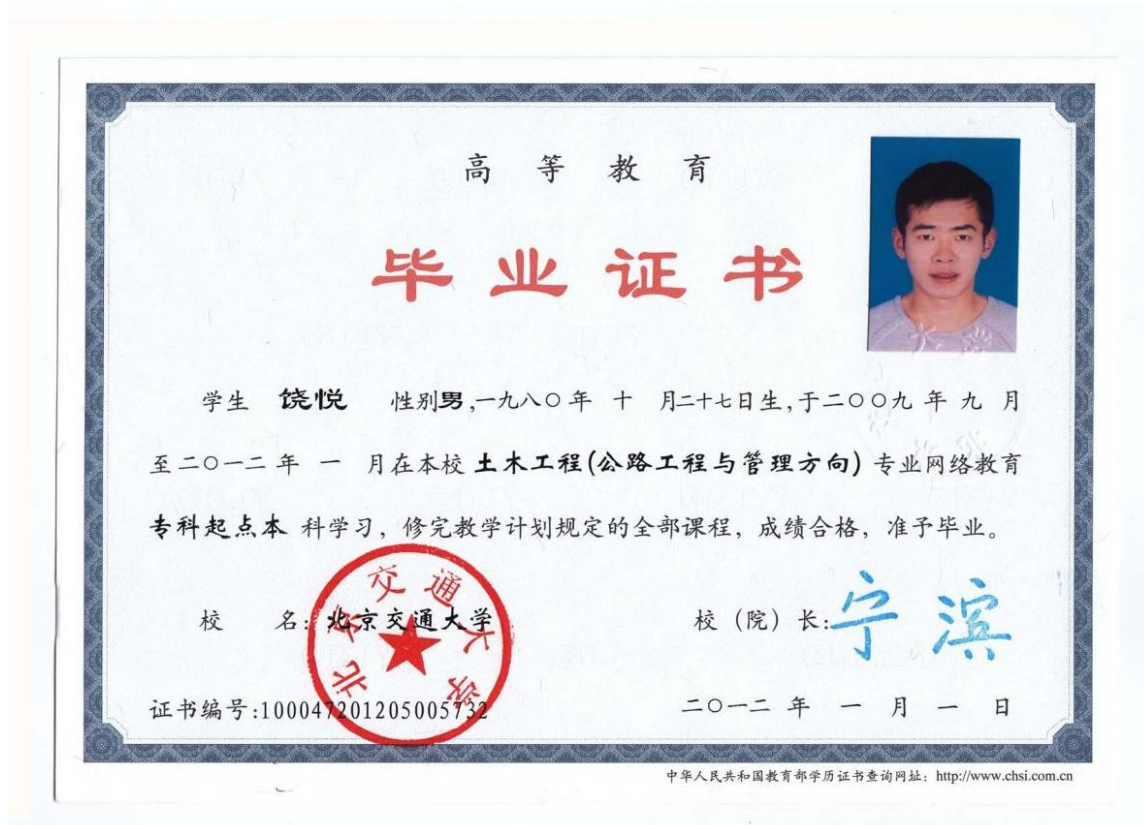 高等教育
毕业证书
学生 饶悦 性别男,一九八〇年 十 月二十七日生,于二〇〇九 年 九 月
至二〇一二 年 一 月在本校 土木工程(公路工程与管理方向) 专业网络教育
专科起点本 科学习，修完教学计划规定的全部课程，成绩合格，准予毕业。
北京交通大学
校 名:北京交通大学
校（院）长:宁滨
证书编号:100047201205005732
二〇一二 年 一 月 一 日
中华人民共和国教育部学历证书查询网址：http://www.chsi.com.cn